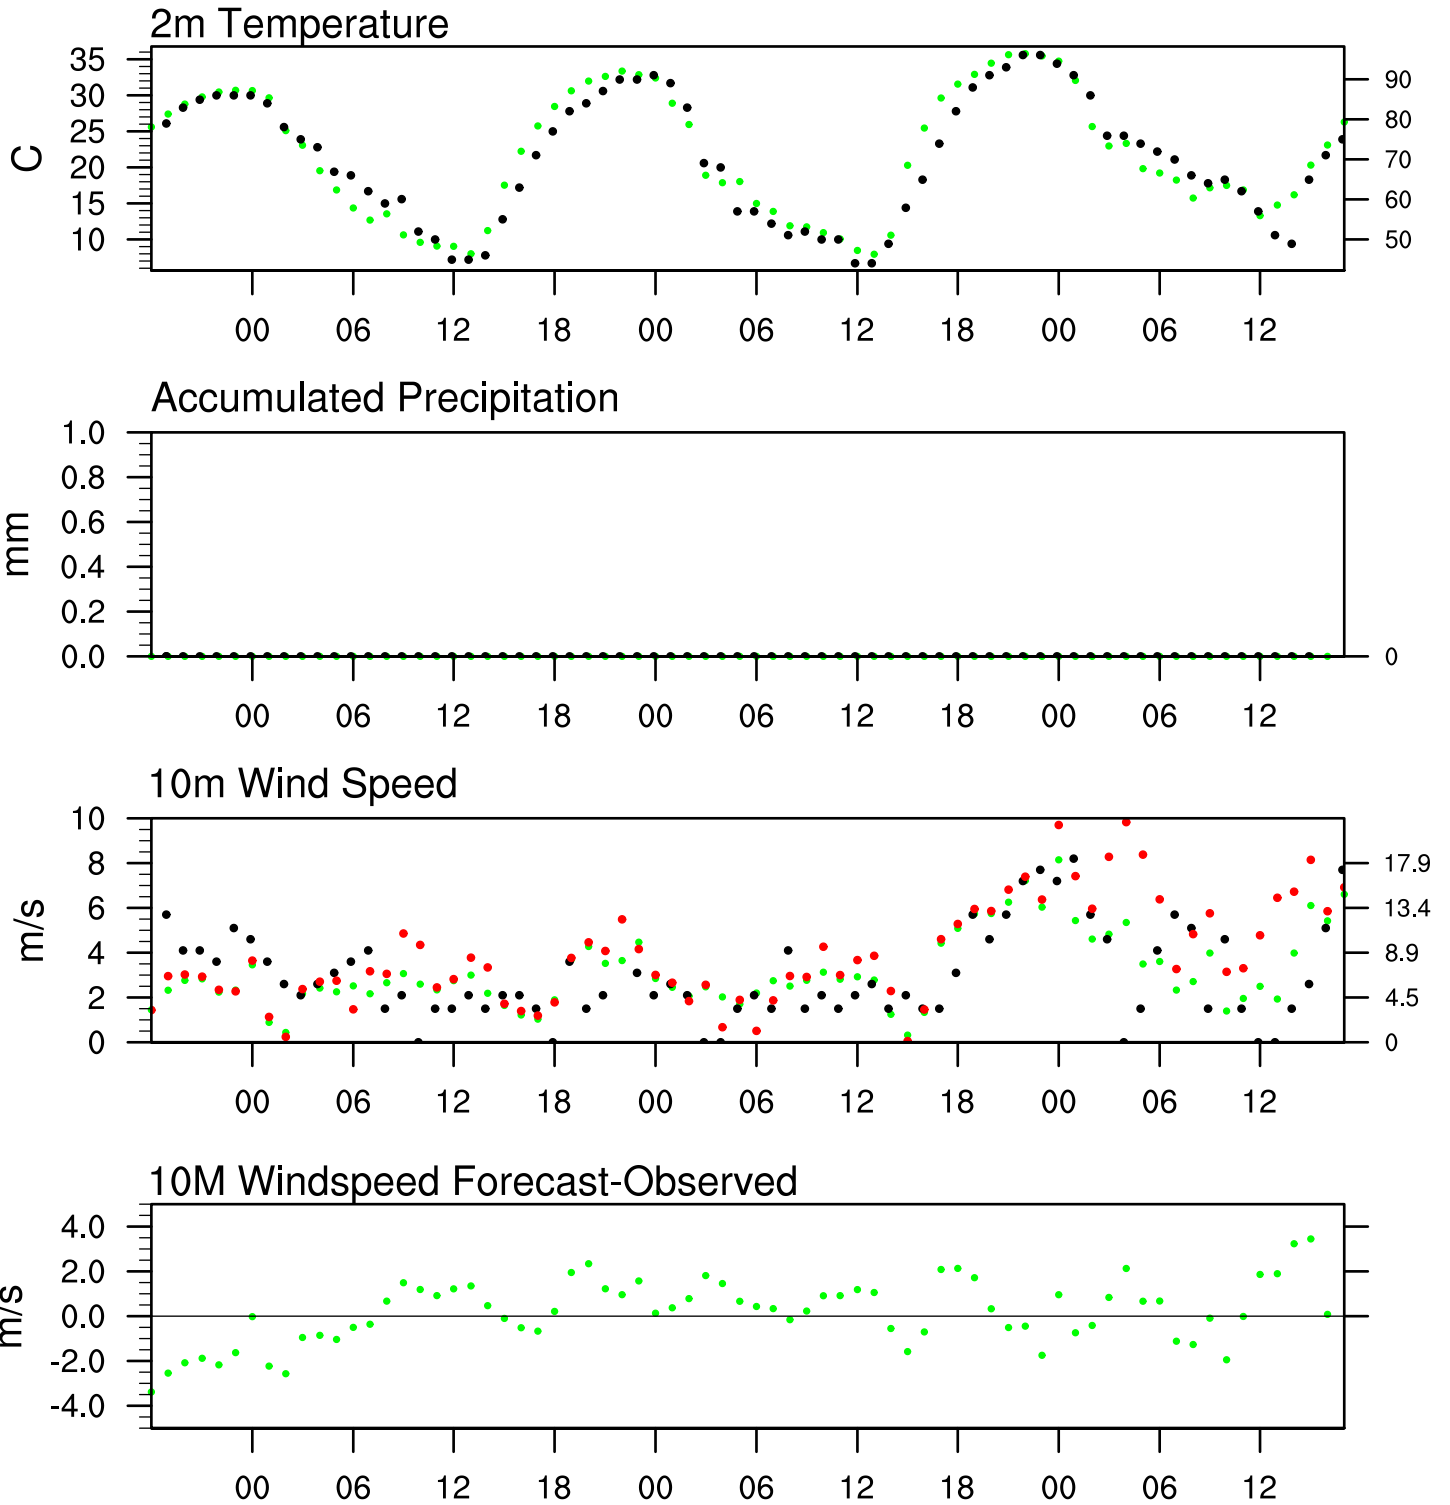 2m Temperature
35
30
25
20
15
10
C
90
80
70
60
50
00 06 12 18 00 06 12 18 00 06 12
Accumulated Precipitation
1.0
0.8
0.6
0.4
0.2
0.0
mm
0
00 06 12 18 00 06 12 18 00 06 12
10m Wind Speed
10
8
6
4
2
0
m/s
17.9
13.4
8.9
4.5
0
00 06 12 18 00 06 12 18 00 06 12
10M Windspeed Forecast-Observed
4.0
2.0
0.0
-2.0
-4.0
m/s
00 06 12 18 00 06 12 18 00 06 12